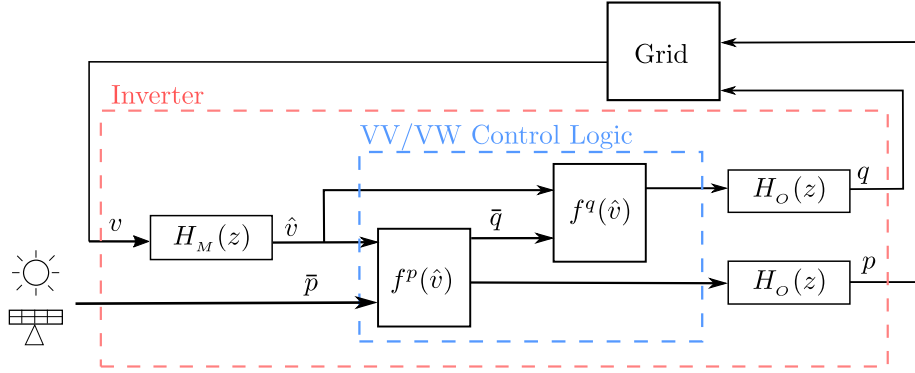 Grid
Inverter
VV/VW Control Logic
v
H_M(z)
v̂
q̄
f^q(v̂)
H_O(z)
q
p̄
f^p(v̂)
H_O(z)
p